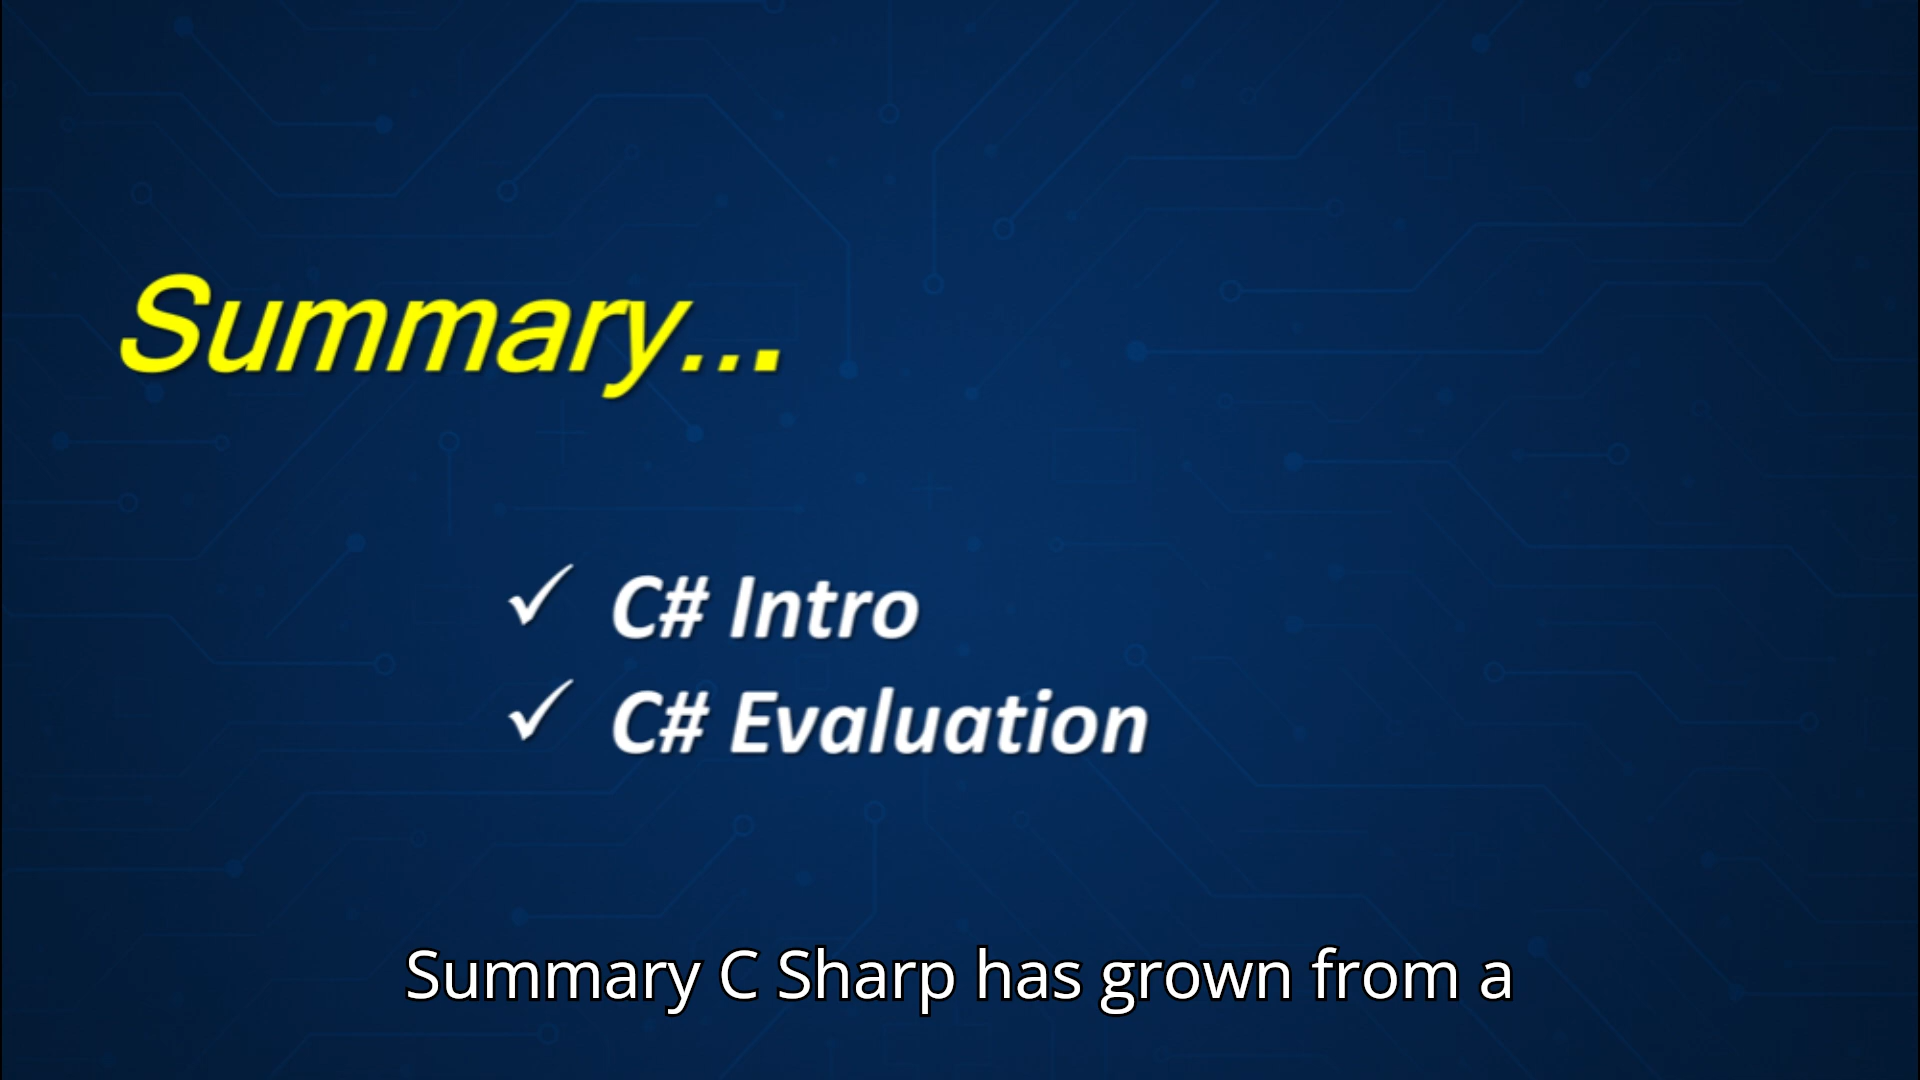 Summary...
✓ C# Intro
✓ C# Evaluation
Summary C Sharp has grown from a